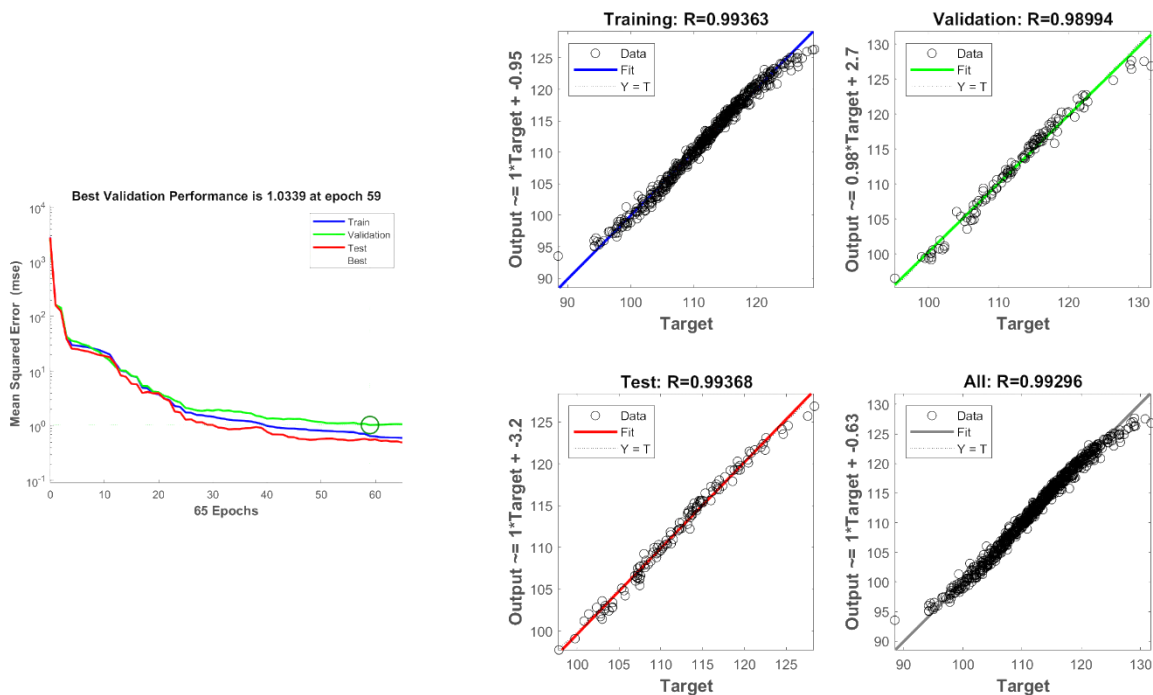 Best Validation Performance is 1.0339 at epoch 59
Mean Squared Error (mse)
10^4
10^3
10^2
10^1
10^0
10^-1
Train
Validation
Test
Best
0 10 20 30 40 50 60
65 Epochs
Training: R=0.99363
Output ~= 1*Target + -0.95
Data
Fit
Y = T
125
120
115
110
105
100
95
90
90 100 110 120
Target
Validation: R=0.98994
Output ~= 0.98*Target + 2.7
Data
Fit
Y = T
130
125
120
115
110
105
100
100 110 120 130
Target
Test: R=0.99368
Output ~= 1*Target + -3.2
Data
Fit
Y = T
125
120
115
110
105
100
100 105 110 115 120 125
Target
All: R=0.99296
Output ~= 1*Target + -0.63
Data
Fit
Y = T
130
125
120
115
110
105
100
95
90
90 100 110 120 130
Target